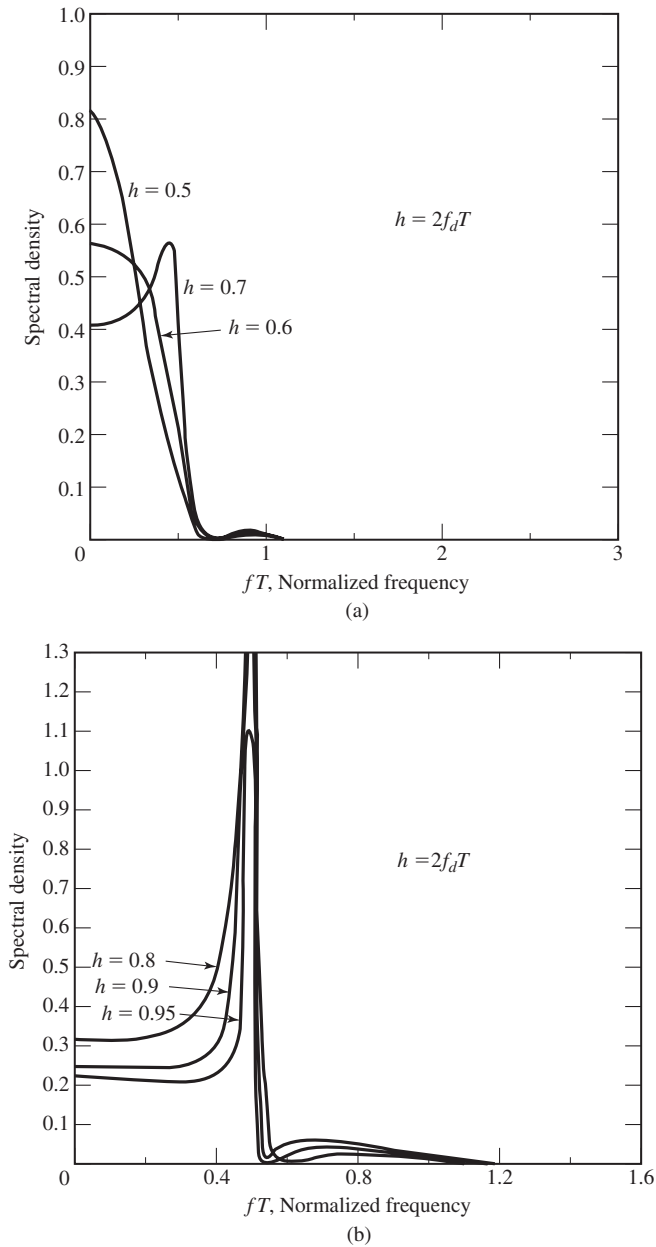 1.0
0.9
0.8
0.7
0.6
0.5
0.4
0.3
0.2
0.1
0
1
2
3
Spectral density
h = 0.5
h = 2f_dT
h = 0.7
h = 0.6
fT, Normalized frequency
(a)
1.3
1.2
1.1
1.0
0.9
0.8
0.7
0.6
0.5
0.4
0.3
0.2
0.1
0
0.4
0.8
1.2
1.6
Spectral density
h =2f_dT
h = 0.8
h = 0.9
h = 0.95
fT, Normalized frequency
(b)